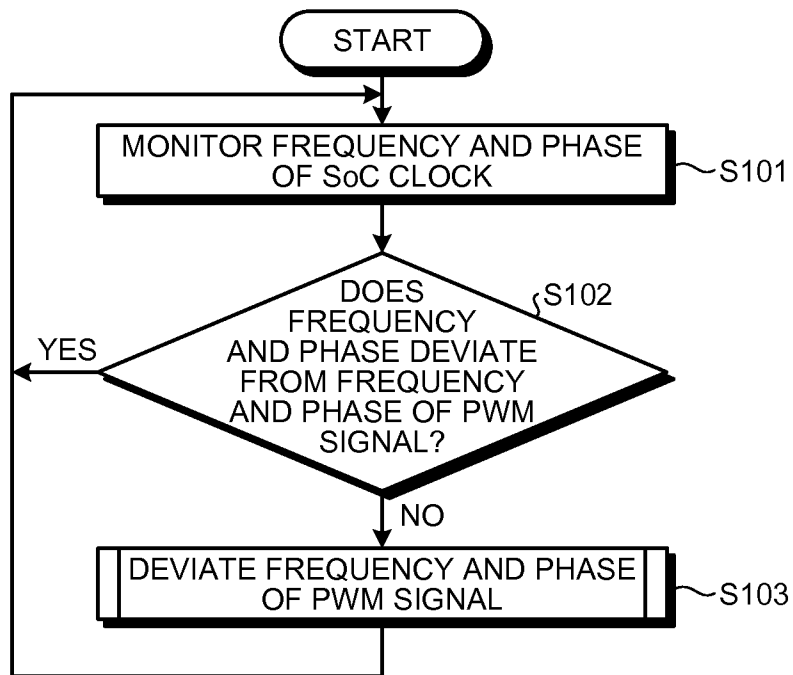 START
MONITOR FREQUENCY AND PHASE
OF SoC CLOCK
S101
DOES
FREQUENCY
AND PHASE DEVIATE
FROM FREQUENCY
AND PHASE OF PWM
SIGNAL?
S102
YES
NO
DEVIATE FREQUENCY AND PHASE
OF PWM SIGNAL
S103